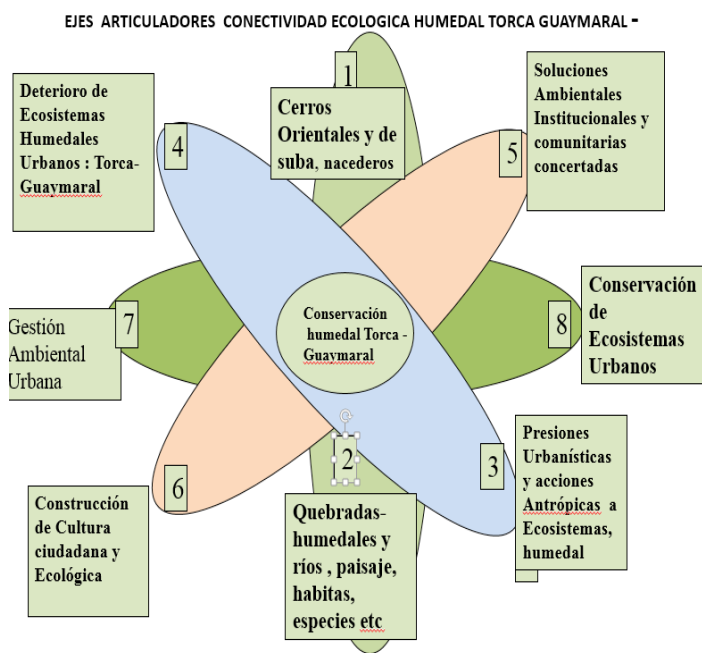 EJES ARTICULADORES CONECTIVIDAD ECOLOGICA HUMEDAL TORCA GUAYMARAL -
1
Cerros
Orientales y de
suba, nacederos
4
Deterioro de
Ecosistemas
Humedales
Urbanos : Torca-
Guaymaral
5
Soluciones
Ambientales
Institucionales y
comunitarias
concertadas
7
Gestión
Ambiental
Urbana
Conservación
humedal Torca -
Guaymaral
8
Conservación
de
Ecosistemas
Urbanos
6
Construcción
de Cultura
ciudadana y
Ecológica
2
Quebradas-
humedales y
ríos , paisaje,
habitas,
especies etc
3
Presiones
Urbanísticas
y acciones
Antrópicas a
Ecosistemas,
humedal